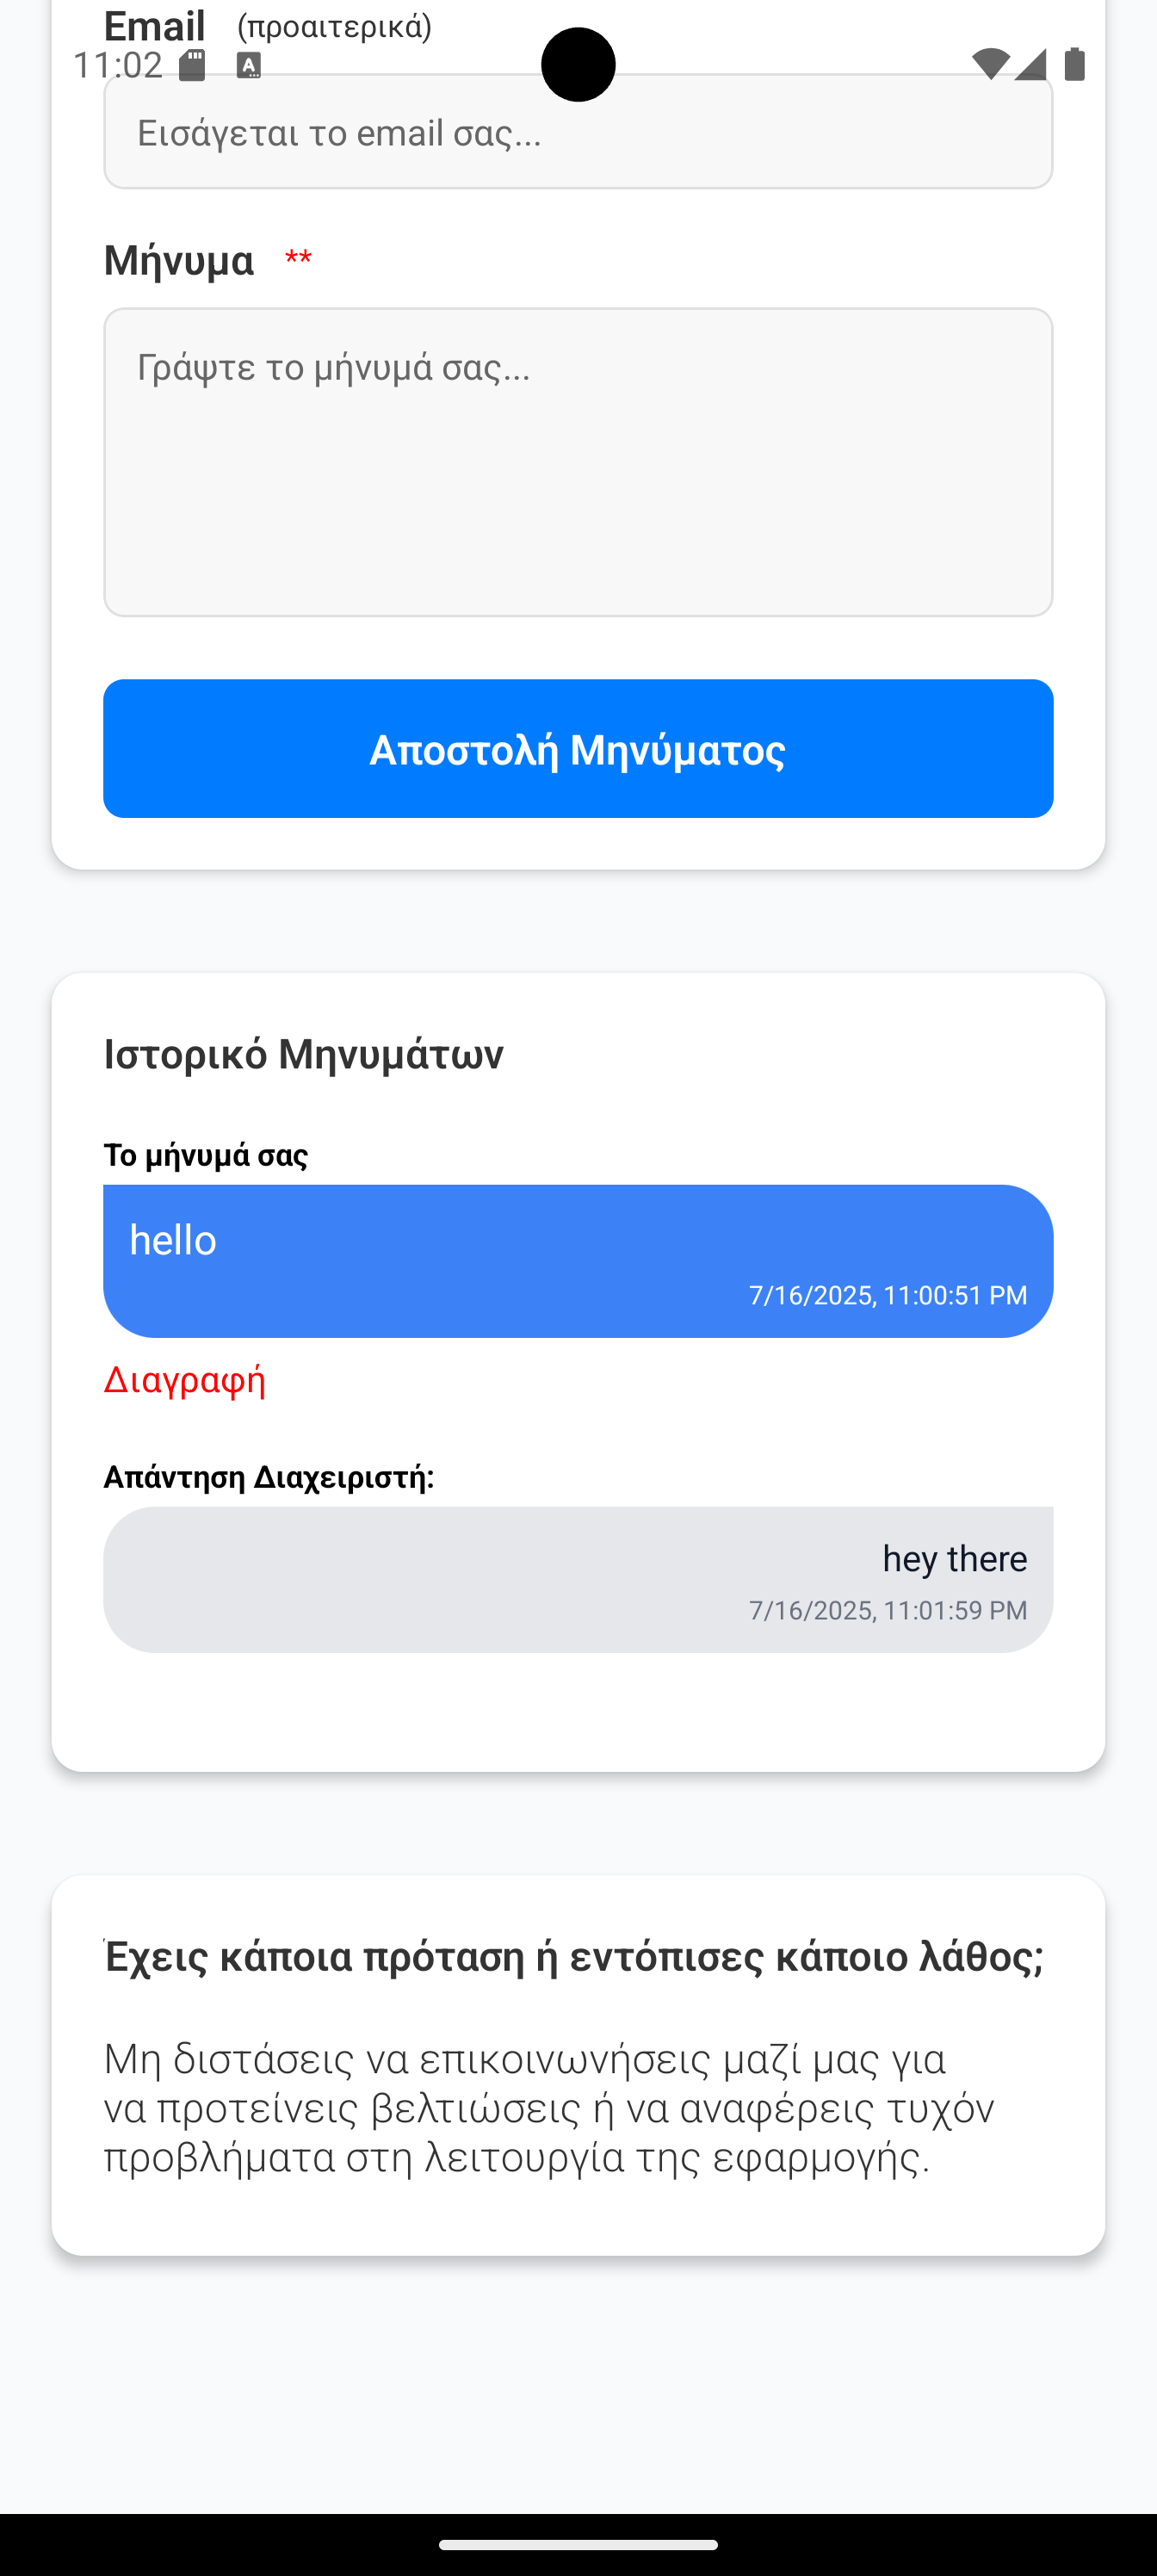 Email (προαιτερικά)
11:02
Εισάγεται το email σας...
Μήνυμα **
Γράψτε το μήνυμά σας...
Αποστολή Μηνύματος
Ιστορικό Μηνυμάτων
Το μήνυμά σας
hello
7/16/2025, 11:00:51 PM
Διαγραφή
Απάντηση Διαχειριστή:
hey there
7/16/2025, 11:01:59 PM
Έχεις κάποια πρόταση ή εντόπισες κάποιο λάθος;
Μη διστάσεις να επικοινωνήσεις μαζί μας για
να προτείνεις βελτιώσεις ή να αναφέρεις τυχόν
προβλήματα στη λειτουργία της εφαρμογής.